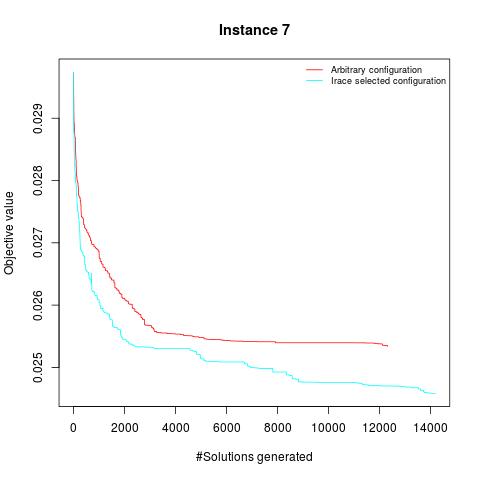 Instance 7
Arbitrary configuration
Irace selected configuration
Objective value
0.029
0.028
0.027
0.026
0.025
0 2000 4000 6000 8000 10000 12000 14000
#Solutions generated